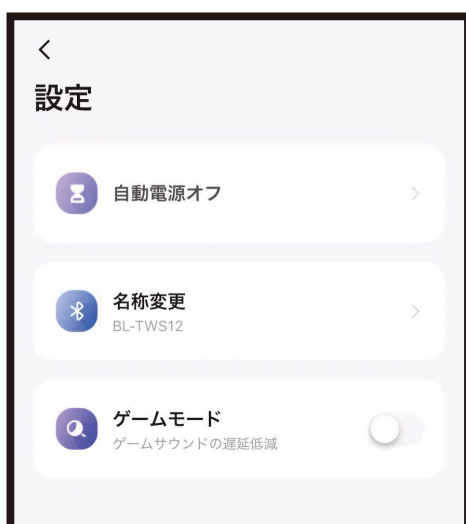 設定
自動電源オフ
名称変更
BL-TWS12
ゲームモード
ゲームサウンドの遅延低減